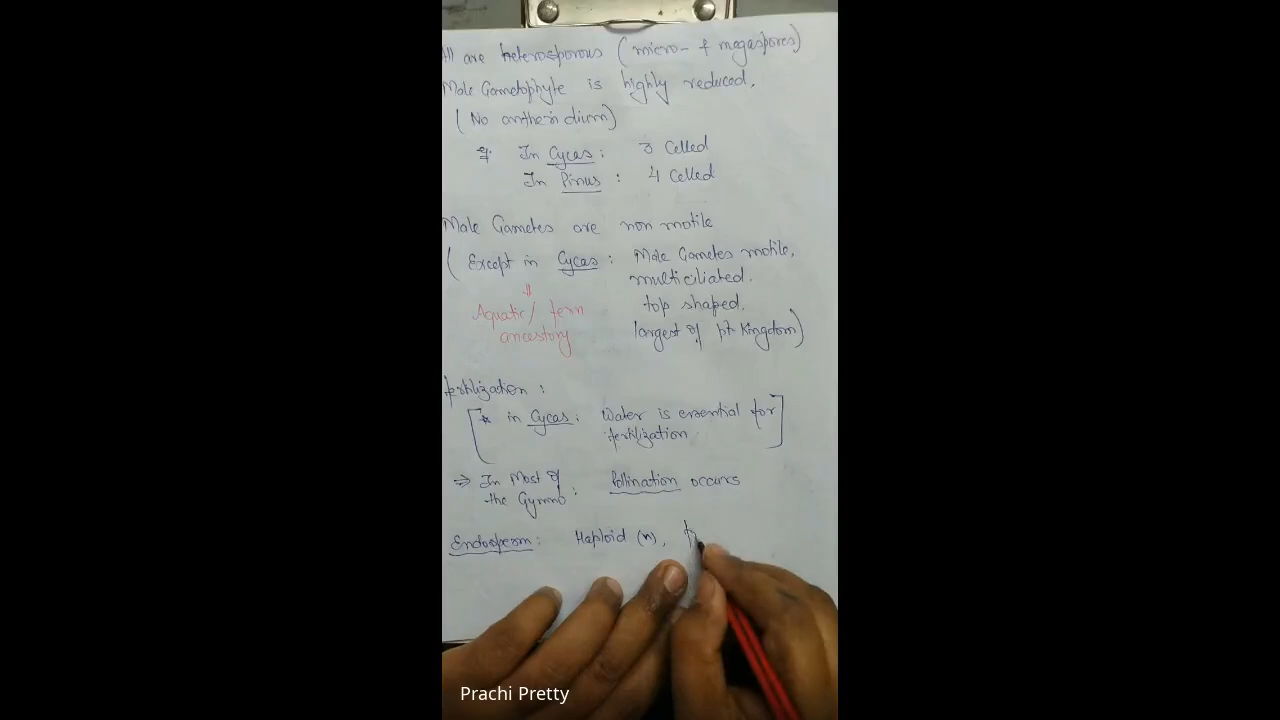 All are heterosporous (micro- & megaspores)
Male Gametophyte is highly reduced.
(No antheridium)
eg. In Cycas: 3 Celled
In Pinus: 4 Celled
Male Gametes are non motile
(Except in Cycas: Male Gametes motile,
multiciliated.
top shaped.
largest of pt. Kingdom)
⇓
Aquatic/ fern
ancestory
fertilization:
[* in Cycas: Water is essential for
fertilization]
⇒ In Most of
the Gymno: Pollination occurs
Endosperm: Haploid (n),
Prachi Pretty